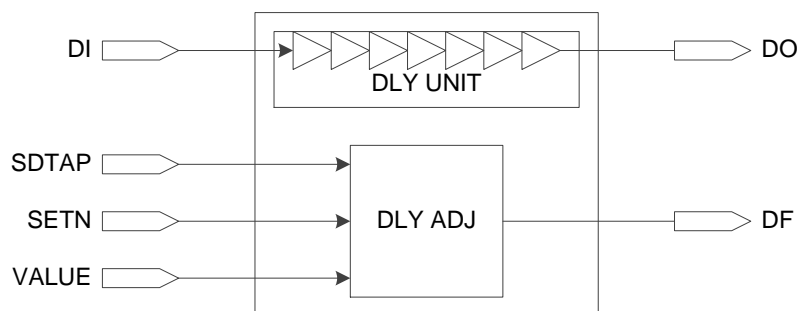 DI
DO
DLY UNIT
SDTAP
SETN
DLY ADJ
DF
VALUE